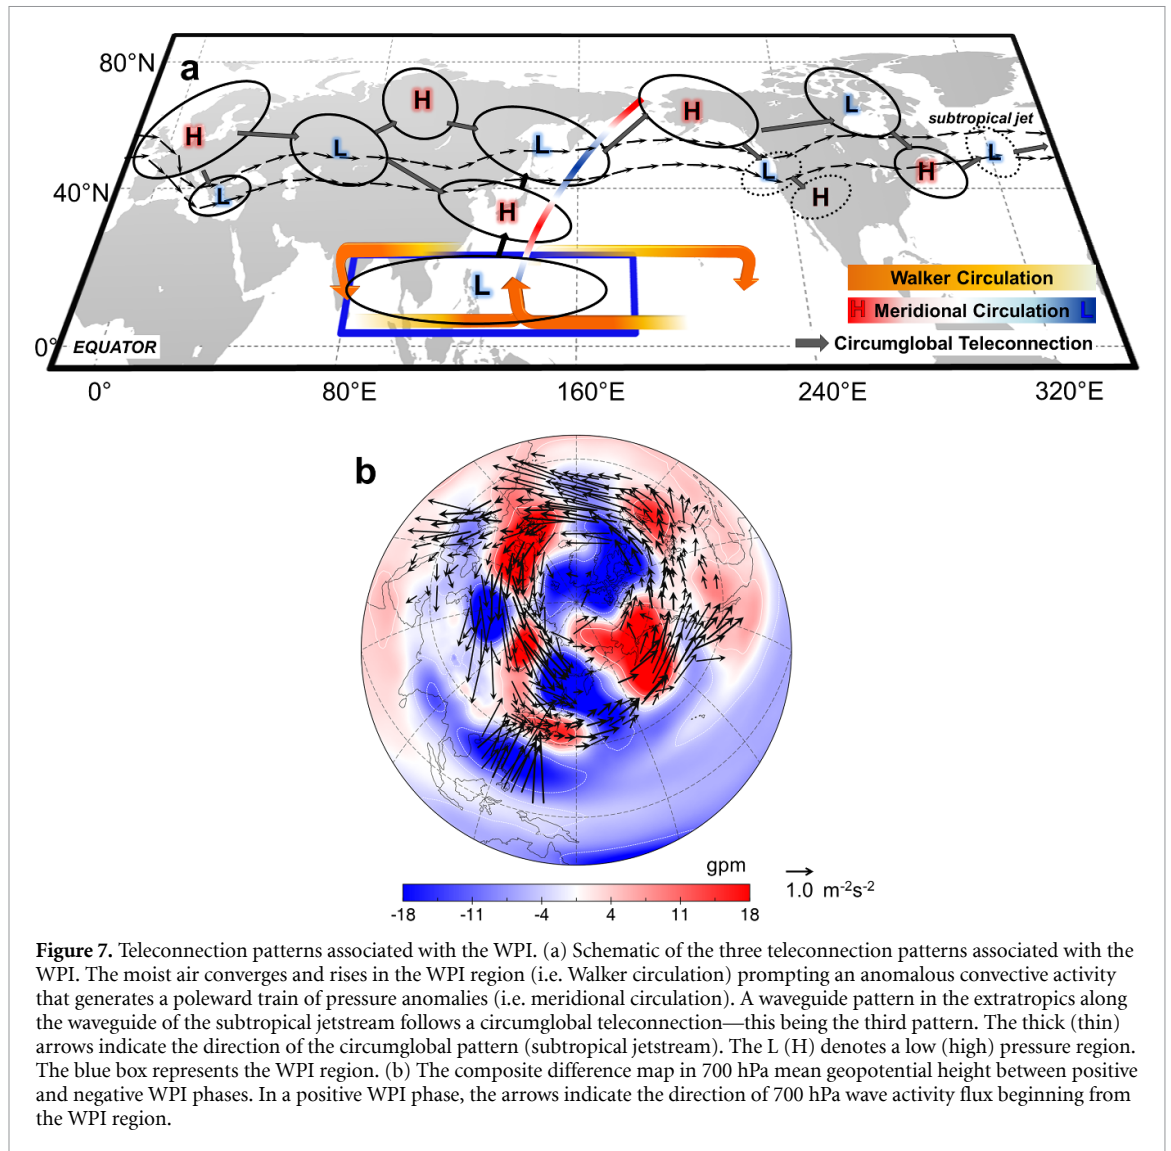 80°N
a
H
L
H
L
L
H
H
L
L
H
L
H
L
L
subtropical jet
40°N
Walker Circulation
H Meridional Circulation L
Circumglobal Teleconnection
0°
EQUATOR
0°
80°E
160°E
240°E
320°E
b
gpm
-18
-11
-4
4
11
18
1.0 m-2s-2
Figure 7. Teleconnection patterns associated with the WPI. (a) Schematic of the three teleconnection patterns associated with the
WPI. The moist air converges and rises in the WPI region (i.e. Walker circulation) prompting an anomalous convective activity
that generates a poleward train of pressure anomalies (i.e. meridional circulation). A waveguide pattern in the extratropics along
the waveguide of the subtropical jetstream follows a circumglobal teleconnection—this being the third pattern. The thick (thin)
arrows indicate the direction of the circumglobal pattern (subtropical jetstream). The L (H) denotes a low (high) pressure region.
The blue box represents the WPI region. (b) The composite difference map in 700 hPa mean geopotential height between positive
and negative WPI phases. In a positive WPI phase, the arrows indicate the direction of 700 hPa wave activity flux beginning from
the WPI region.